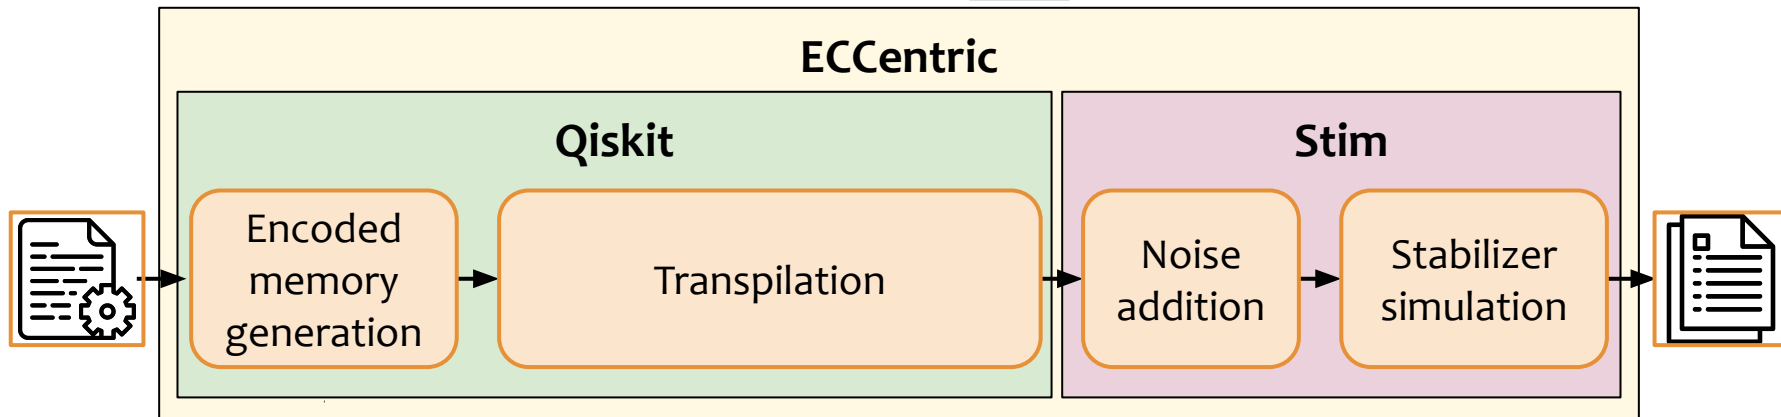 ECCentric
Qiskit
Stim
Encoded
memory
generation
Transpilation
Noise
addition
Stabilizer
simulation